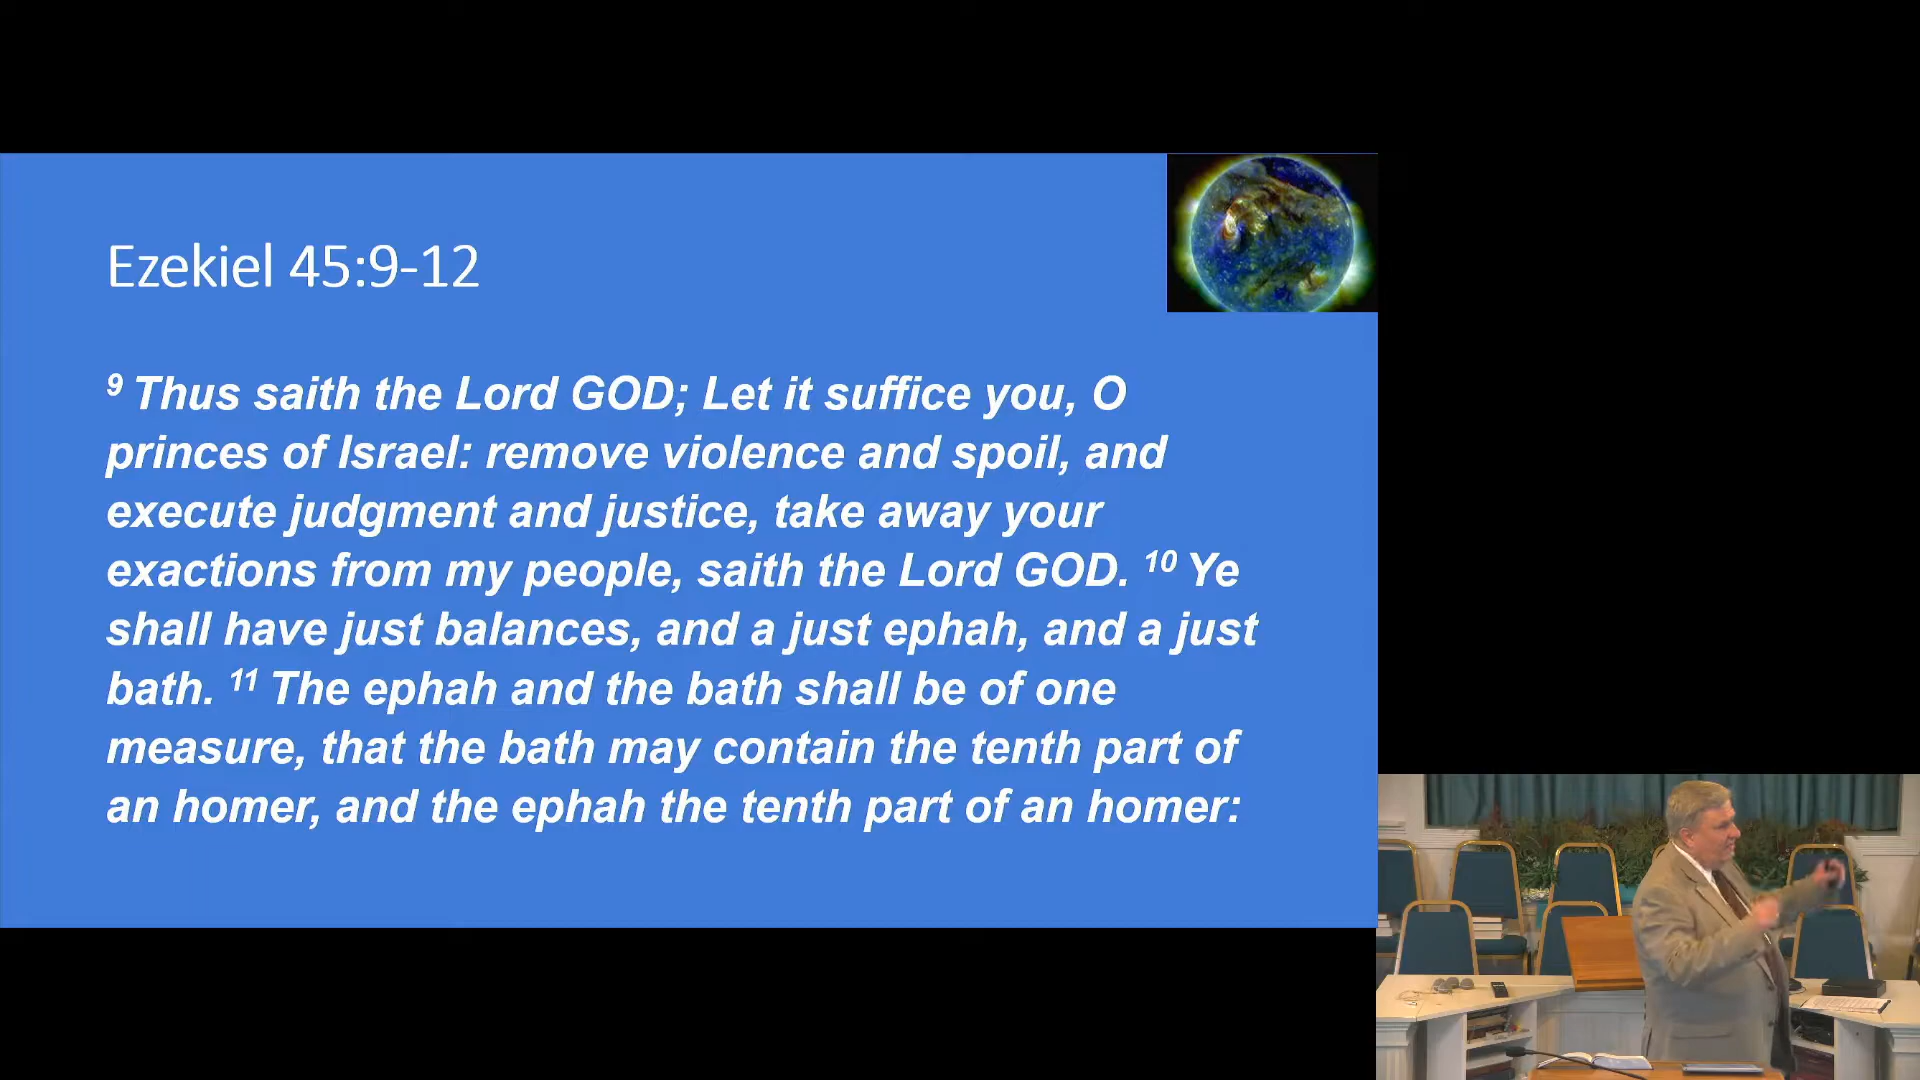 Ezekiel 45:9-12
9 Thus saith the Lord GOD; Let it suffice you, O
princes of Israel: remove violence and spoil, and
execute judgment and justice, take away your
exactions from my people, saith the Lord GOD. 10 Ye
shall have just balances, and a just ephah, and a just
bath. 11 The ephah and the bath shall be of one
measure, that the bath may contain the tenth part of
an homer, and the ephah the tenth part of an homer: